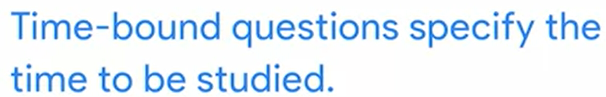 Time-bound questions specify the
time to be studied.